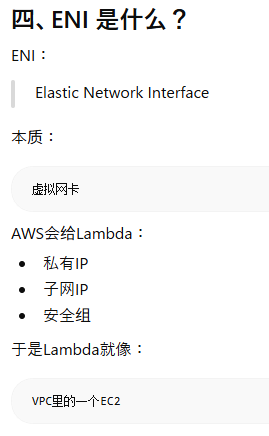 四、ENI 是什么？
ENI：
Elastic Network Interface
本质：
虚拟网卡
AWS会给Lambda：
• 私有IP
• 子网IP
• 安全组
于是Lambda就像：
VPC里的一个EC2